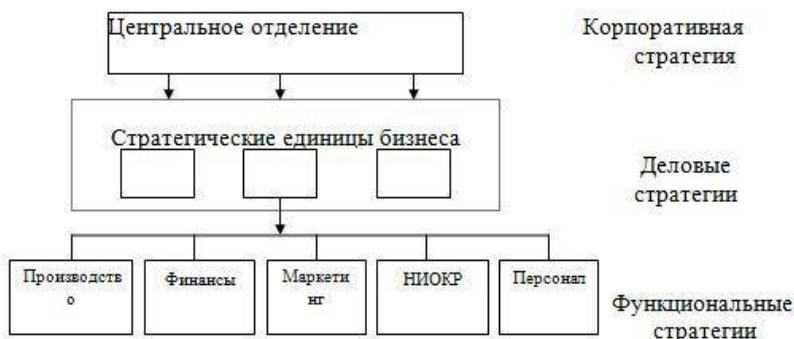 Центральное отделение
Корпоративная
стратегия
Стратегические единицы бизнеса
Деловые
стратегии
Производств
о
Финансы
Маркети
нг
НИОКР
Персонал
Функциональные
стратегии